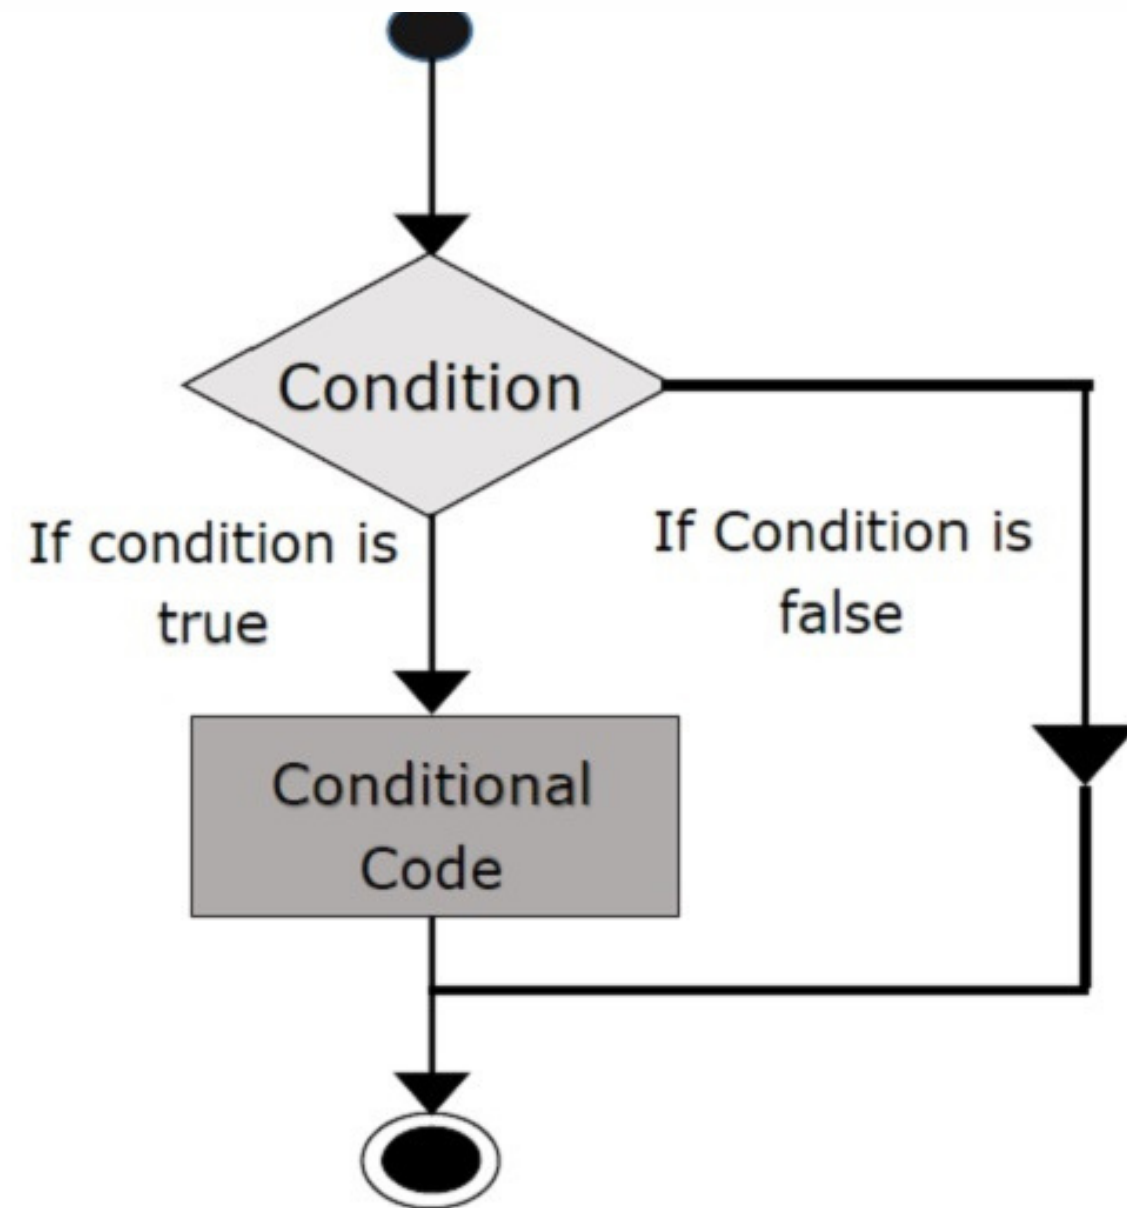 Condition
If condition is
true
If Condition is
false
Conditional
Code